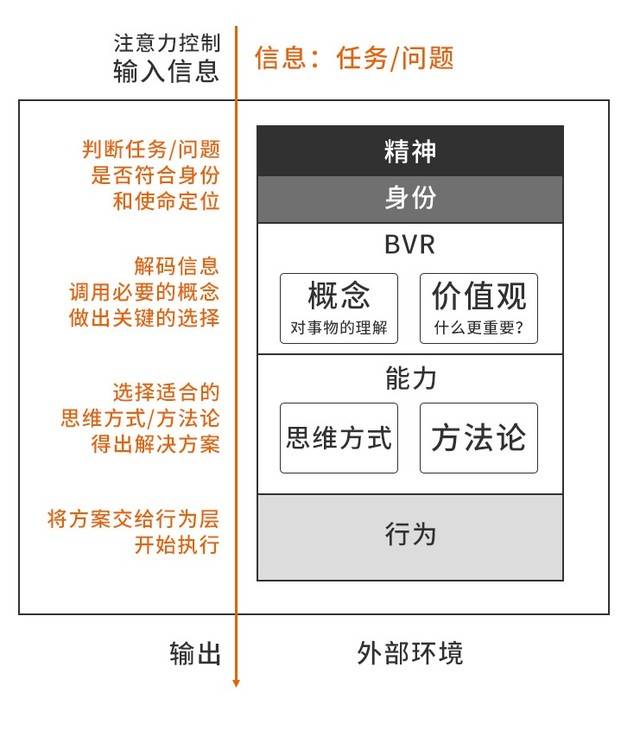 注意力控制
输入信息
信息：任务/问题
判断任务/问题
是否符合身份
和使命定位
精神
身份
解码信息
调用必要的概念
做出关键的选择
BVR
概念
对事物的理解
价值观
什么更重要？
选择适合的
思维方式/方法论
得出解决方案
能力
思维方式
方法论
将方案交给行为层
开始执行
行为
输出
外部环境